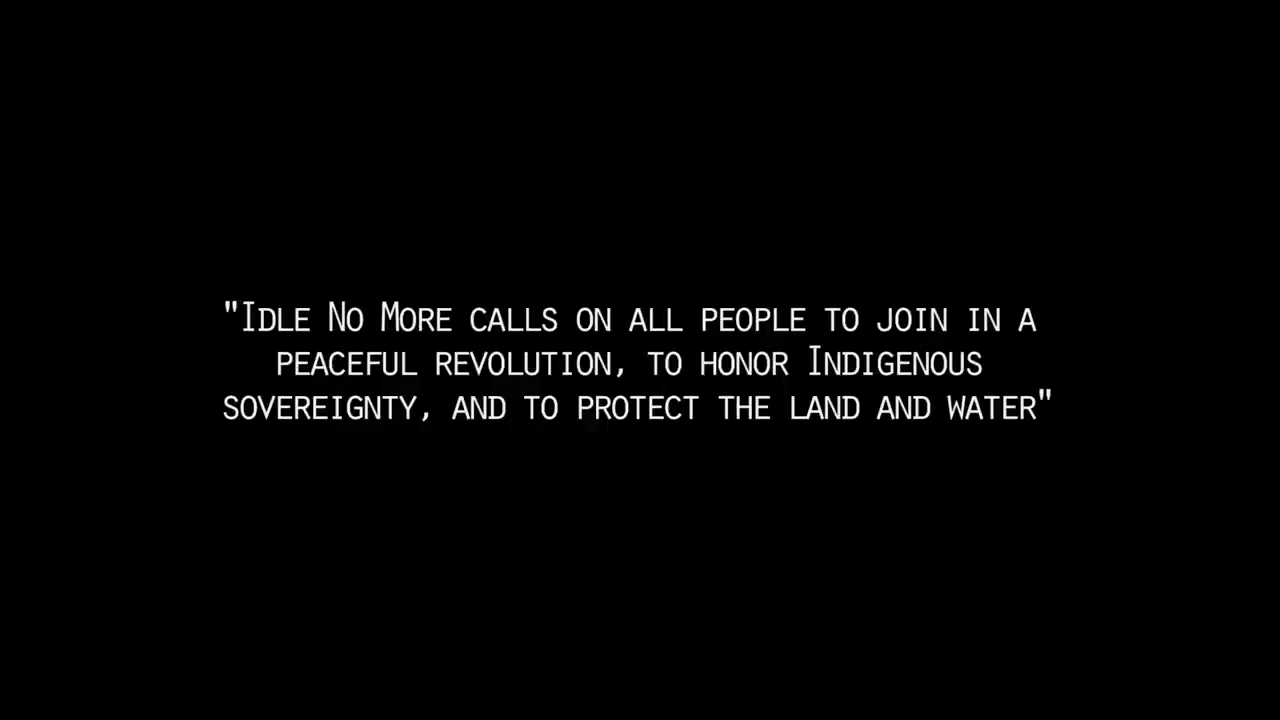 "Idle No More calls on all people to join in a
peaceful revolution, to honor Indigenous
sovereignty, and to protect the land and water"